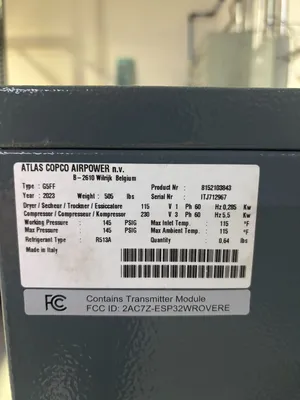 ATLAS COPCO AIRPOWER n.v.
B-2610 Wilrijk Belgium
Type : G5FF Product Nr : 8152103843
Year : 2023 Weight : 505 lbs Serial Nr : ITJ712967
Dryer / Secheur / Trockner / Essiccatore 115 V 1 Ph 60 Hz 0,285 Kw
Compressor / Compresseur / Kompressor 230 V 3 Ph 60 Hz 5.5 Kw
Working Pressure : 145 PSIG Max Inlet Temp : 115 °F
Max Pressure : 145 PSIG Max Ambient Temp. : 115 °F
Refrigerant Type : R513A Quantity : 0,64 lbs
Made in Italy
FCC Contains Transmitter Module
FCC ID: 2AC7Z-ESP32WROVERE